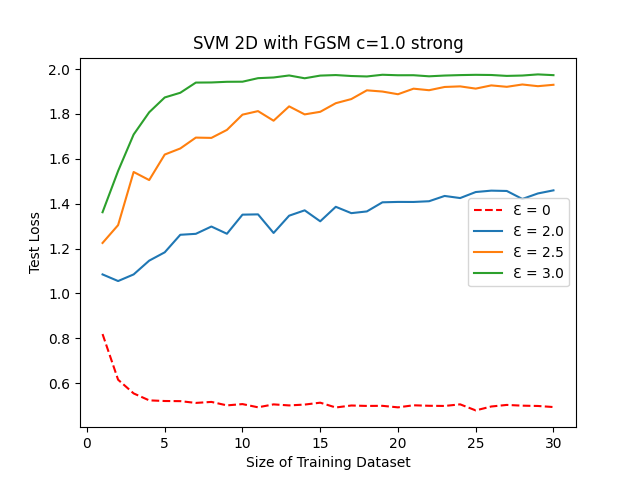 SVM 2D with FGSM c=1.0 strong
Test Loss
2.0
1.8
1.6
1.4
1.2
1.0
0.8
0.6
Ɛ = 0
Ɛ = 2.0
Ɛ = 2.5
Ɛ = 3.0
0 5 10 15 20 25 30
Size of Training Dataset